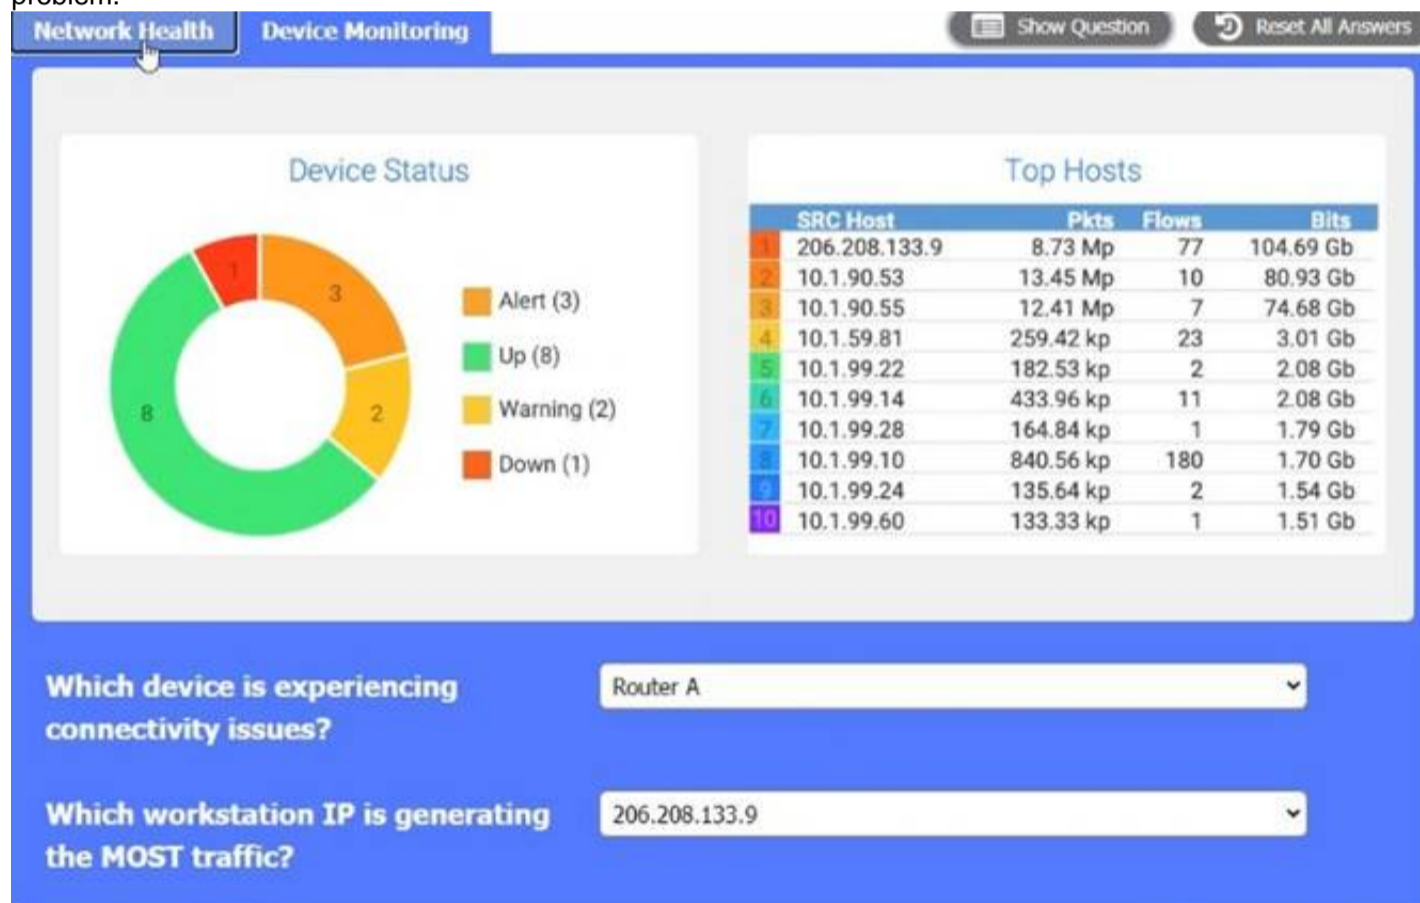 problem.
Network Health Device Monitoring Show Question Reset All Answers
Device Status
1
3
8
2
Alert (3)
Up (8)
Warning (2)
Down (1)
Top Hosts
SRC Host Pkts Flows Bits
1 206.208.133.9 8.73 Mp 77 104.69 Gb
2 10.1.90.53 13.45 Mp 10 80.93 Gb
3 10.1.90.55 12.41 Mp 7 74.68 Gb
4 10.1.59.81 259.42 kp 23 3.01 Gb
5 10.1.99.22 182.53 kp 2 2.08 Gb
6 10.1.99.14 433.96 kp 11 2.08 Gb
7 10.1.99.28 164.84 kp 1 1.79 Gb
8 10.1.99.10 840.56 kp 180 1.70 Gb
9 10.1.99.24 135.64 kp 2 1.54 Gb
10 10.1.99.60 133.33 kp 1 1.51 Gb
Which device is experiencing
connectivity issues?
Router A
Which workstation IP is generating
the MOST traffic?
206.208.133.9